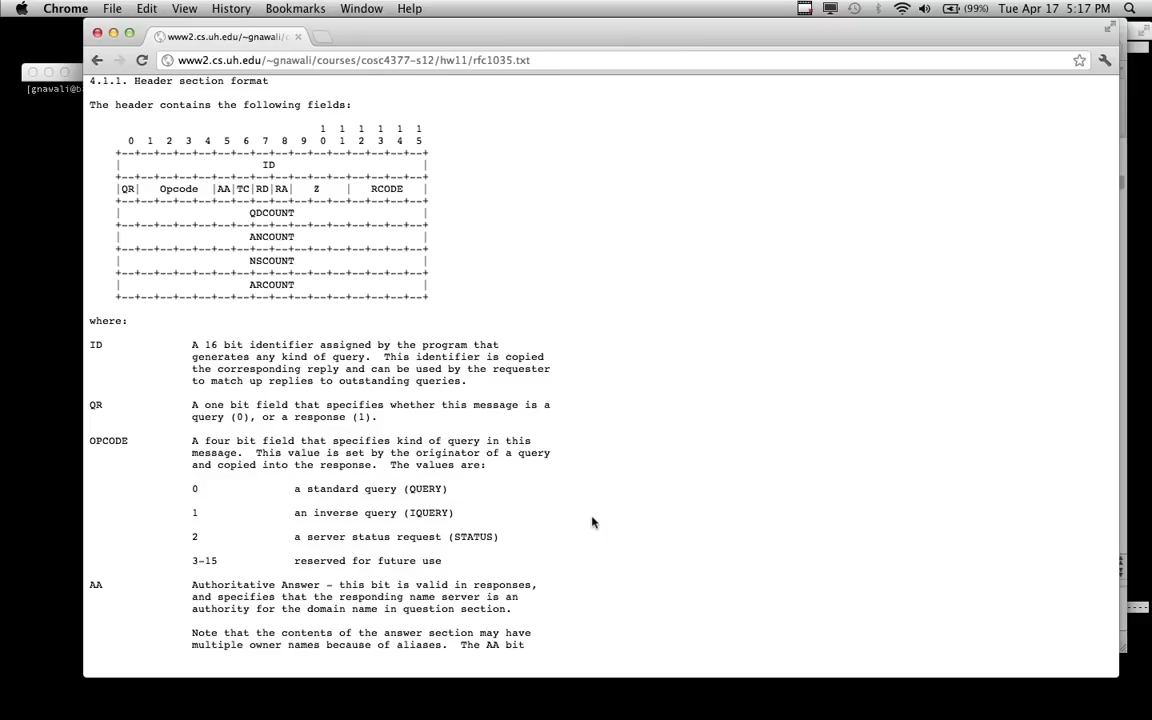 Chrome File Edit View History Bookmarks Window Help (99%) Tue Apr 17 5:17 PM
www2.cs.uh.edu/~gnawali/c
www2.cs.uh.edu/~gnawali/courses/cosc4377-s12/hw11/rfc1035.txt
[gnawali@b
4.1.1. Header section format
The header contains the following fields:
1 1 1 1 1 1
0 1 2 3 4 5 6 7 8 9 0 1 2 3 4 5
+--+--+--+--+--+--+--+--+--+--+--+--+--+--+--+--+
| ID |
+--+--+--+--+--+--+--+--+--+--+--+--+--+--+--+--+
|QR| Opcode |AA|TC|RD|RA| Z | RCODE |
+--+--+--+--+--+--+--+--+--+--+--+--+--+--+--+--+
| QDCOUNT |
+--+--+--+--+--+--+--+--+--+--+--+--+--+--+--+--+
| ANCOUNT |
+--+--+--+--+--+--+--+--+--+--+--+--+--+--+--+--+
| NSCOUNT |
+--+--+--+--+--+--+--+--+--+--+--+--+--+--+--+--+
| ARCOUNT |
+--+--+--+--+--+--+--+--+--+--+--+--+--+--+--+--+
where:
ID A 16 bit identifier assigned by the program that
generates any kind of query. This identifier is copied
the corresponding reply and can be used by the requester
to match up replies to outstanding queries.
QR A one bit field that specifies whether this message is a
query (0), or a response (1).
OPCODE A four bit field that specifies kind of query in this
message. This value is set by the originator of a query
and copied into the response. The values are:
0 a standard query (QUERY)
1 an inverse query (IQUERY)
2 a server status request (STATUS)
3-15 reserved for future use
AA Authoritative Answer - this bit is valid in responses,
and specifies that the responding name server is an
authority for the domain name in question section.
Note that the contents of the answer section may have
multiple owner names because of aliases. The AA bit